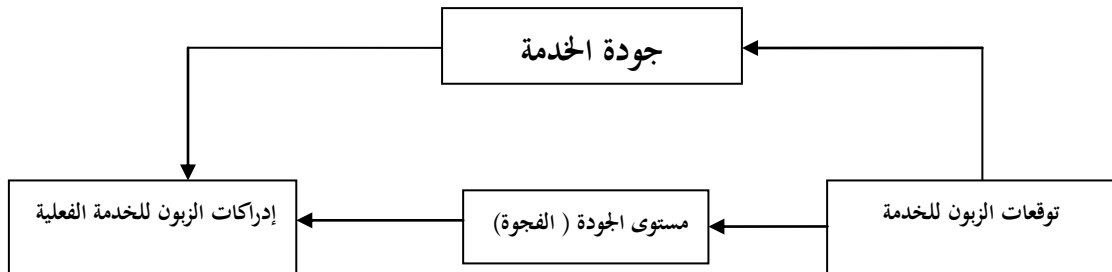 جودة الخدمة
توقعات الزبون للخدمة
مستوى الجودة ( الفجوة)
إدراكات الزبون للخدمة الفعلية